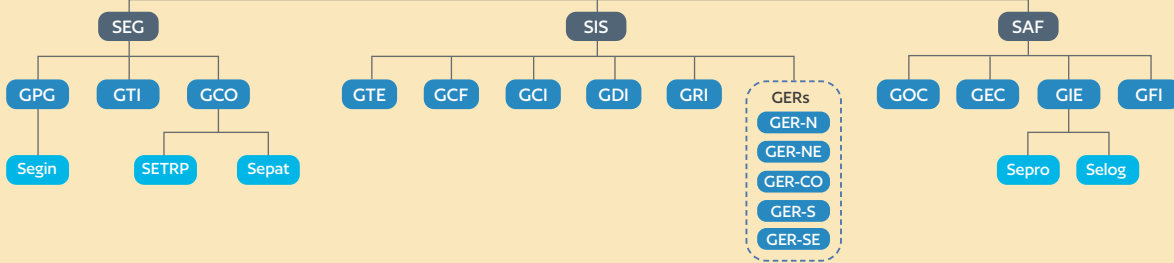 SEG
SIS
SAF
GPG
GTI
GCO
GTE
GCF
GCI
GDI
GRI
GERs
GER-N
GER-NE
GER-CO
GER-S
GER-SE
GOC
GEC
GIE
GFI
Segin
SETRP
Sepat
Sepro
Selog